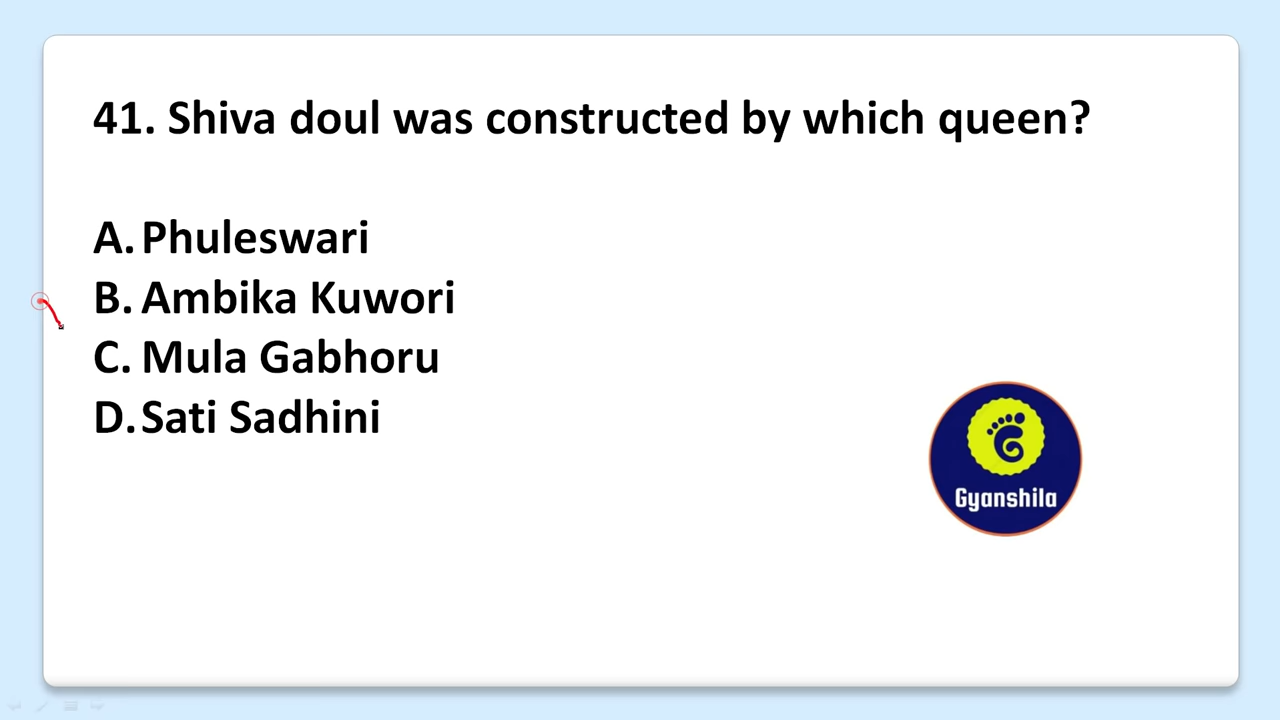 41. Shiva doul was constructed by which queen?
A. Phuleswari
B. Ambika Kuwori
C. Mula Gabhoru
D. Sati Sadhini
Gyanshila